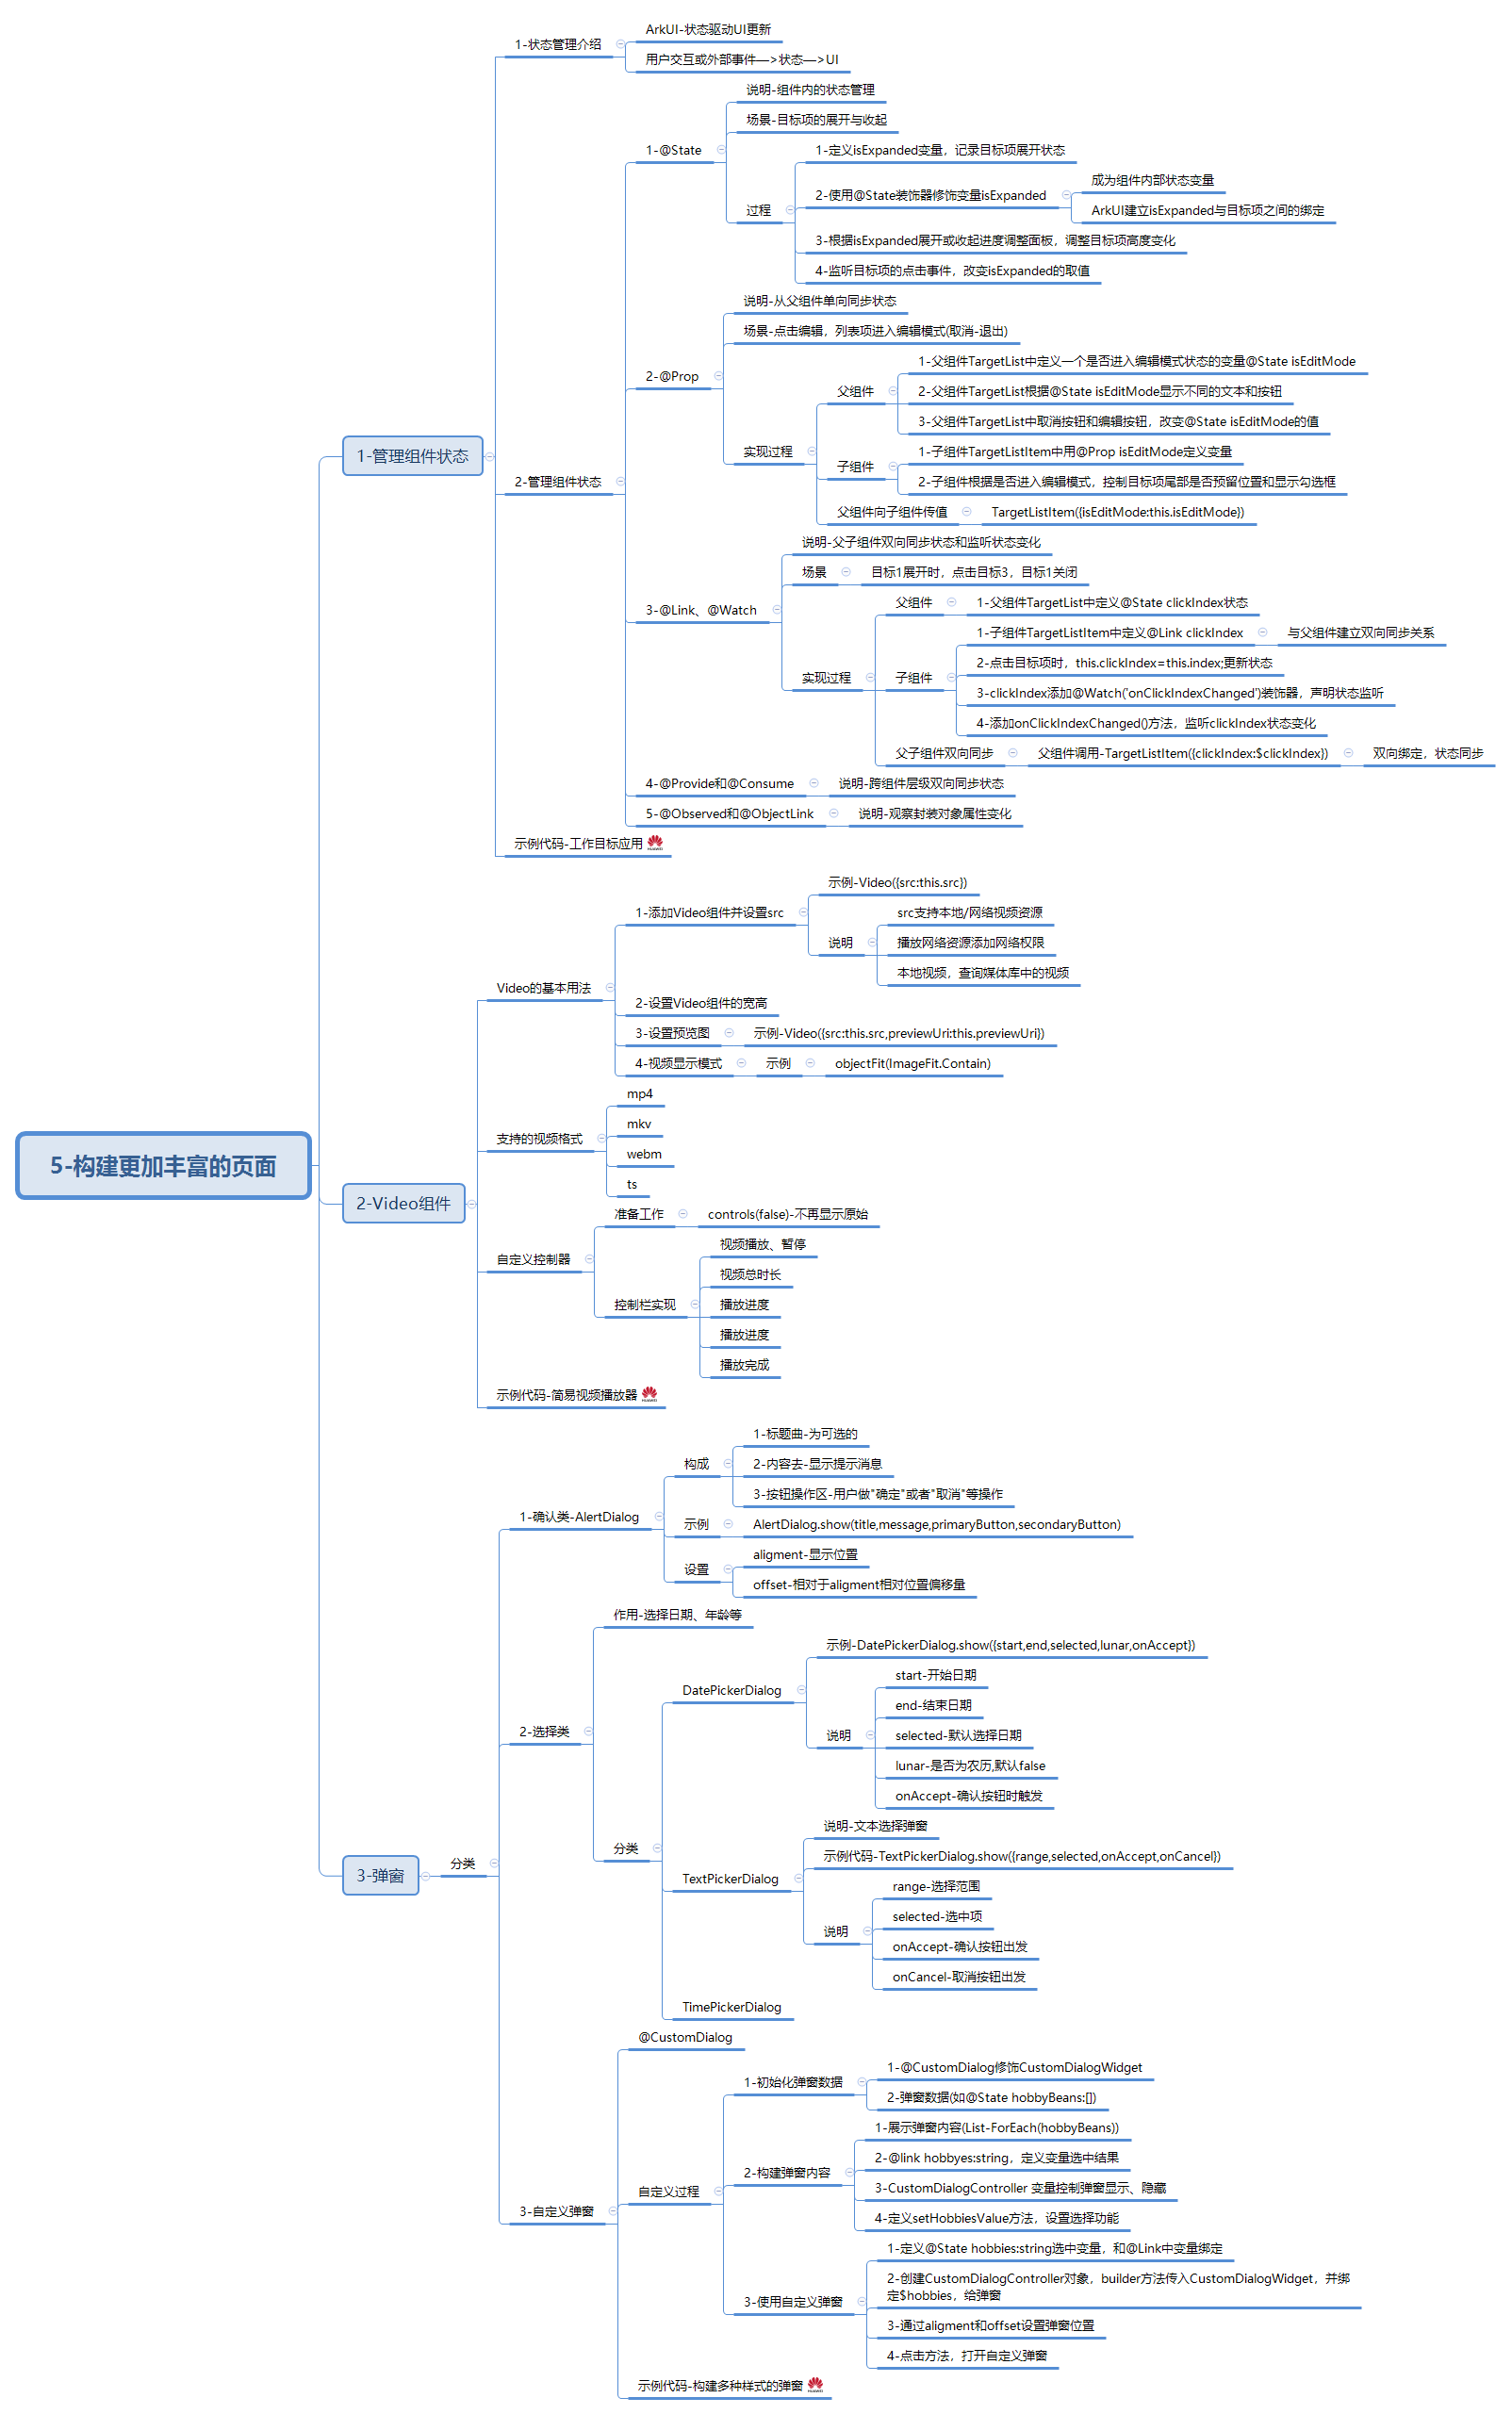 5-构建更加丰富的页面
1-管理组件状态
1-状态管理介绍
ArkUI-状态驱动UI更新
用户交互或外部事件—>状态—>UI
2-管理组件状态
1-@State
说明-组件内的状态管理
场景-目标项的展开与收起
过程
1-定义isExpanded变量，记录目标项展开状态
2-使用@State装饰器修饰变量isExpanded
成为组件内部状态变量
ArkUI建立isExpanded与目标项之间的绑定
3-根据isExpanded展开或收起进度调整面板，调整目标项高度变化
4-监听目标项的点击事件，改变isExpanded的取值
2-@Prop
说明-从父组件单向同步状态
场景-点击编辑，列表项进入编辑模式(取消-退出)
实现过程
父组件
1-父组件TargetList中定义一个是否进入编辑模式状态的变量@State isEditMode
2-父组件TargetList根据@State isEditMode显示不同的文本和按钮
3-父组件TargetList中取消按钮和编辑按钮，改变@State isEditMode的值
子组件
1-子组件TargetListItem中用@Prop isEditMode定义变量
2-子组件根据是否进入编辑模式，控制目标项尾部是否预留位置和显示勾选框
父组件向子组件传值
TargetListItem({isEditMode:this.isEditMode})
3-@Link、@Watch
说明-父子组件双向同步状态和监听状态变化
场景
目标1展开时，点击目标3，目标1关闭
实现过程
父组件
1-父组件TargetList中定义@State clickIndex状态
子组件
1-子组件TargetListItem中定义@Link clickIndex
与父组件建立双向同步关系
2-点击目标项时，this.clickIndex=this.index;更新状态
3-clickIndex添加@Watch('onClickIndexChanged')装饰器，声明状态监听
4-添加onClickIndexChanged()方法，监听clickIndex状态变化
父子组件双向同步
父组件调用-TargetListItem({clickIndex:$clickIndex})
双向绑定，状态同步
4-@Provide和@Consume
说明-跨组件层级双向同步状态
5-@Observed和@ObjectLink
说明-观察封装对象属性变化
示例代码-工作目标应用
HUAWEI
2-Video组件
Video的基本用法
1-添加Video组件并设置src
示例-Video({src:this.src})
说明
src支持本地/网络视频资源
播放网络资源添加网络权限
本地视频，查询媒体库中的视频
2-设置Video组件的宽高
3-设置预览图
示例-Video({src:this.src,previewUri:this.previewUri})
4-视频显示模式
示例
objectFit(ImageFit.Contain)
支持的视频格式
mp4
mkv
webm
ts
自定义控制器
准备工作
controls(false)-不再显示原始
控制栏实现
视频播放、暂停
视频总时长
播放进度
播放进度
播放完成
示例代码-简易视频播放器
HUAWEI
3-弹窗
分类
1-确认类-AlertDialog
构成
1-标题曲-为可选的
2-内容去-显示提示消息
3-按钮操作区-用户做"确定"或者"取消"等操作
示例
AlertDialog.show(title,message,primaryButton,secondaryButton)
设置
aligment-显示位置
offset-相对于aligment相对位置偏移量
2-选择类
作用-选择日期、年龄等
分类
DatePickerDialog
示例-DatePickerDialog.show({start,end,selected,lunar,onAccept})
说明
start-开始日期
end-结束日期
selected-默认选择日期
lunar-是否为农历,默认false
onAccept-确认按钮时触发
TextPickerDialog
说明-文本选择弹窗
示例代码-TextPickerDialog.show({range,selected,onAccept,onCancel})
说明
range-选择范围
selected-选中项
onAccept-确认按钮出发
onCancel-取消按钮出发
TimePickerDialog
3-自定义弹窗
@CustomDialog
自定义过程
1-初始化弹窗数据
1-@CustomDialog修饰CustomDialogWidget
2-弹窗数据(如@State hobbyBeans:[])
2-构建弹窗内容
1-展示弹窗内容(List-ForEach(hobbyBeans))
2-@link hobbyes:string，定义变量选中结果
3-CustomDialogController 变量控制弹窗显示、隐藏
4-定义setHobbiesValue方法，设置选择功能
3-使用自定义弹窗
1-定义@State hobbies:string选中变量，和@Link中变量绑定
2-创建CustomDialogController对象，builder方法传入CustomDialogWidget，并绑
定$hobbies，给弹窗
3-通过aligment和offset设置弹窗位置
4-点击方法，打开自定义弹窗
示例代码-构建多种样式的弹窗
HUAWEI